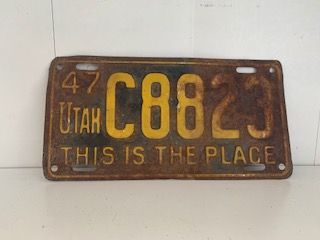 47
UTAH C8823
THIS IS THE PLACE